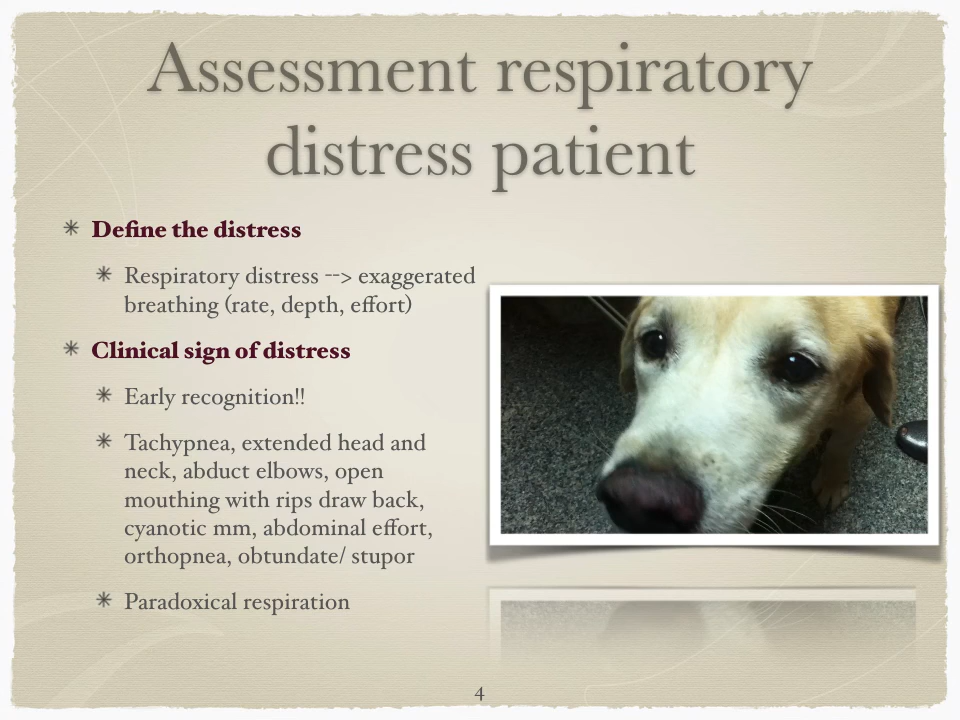 Assessment respiratory
distress patient
Define the distress
Respiratory distress --> exaggerated
breathing (rate, depth, effort)
Clinical sign of distress
Early recognition!!
Tachypnea, extended head and
neck, abduct elbows, open
mouthing with rips draw back,
cyanotic mm, abdominal effort,
orthopnea, obtundate/ stupor
Paradoxical respiration
4